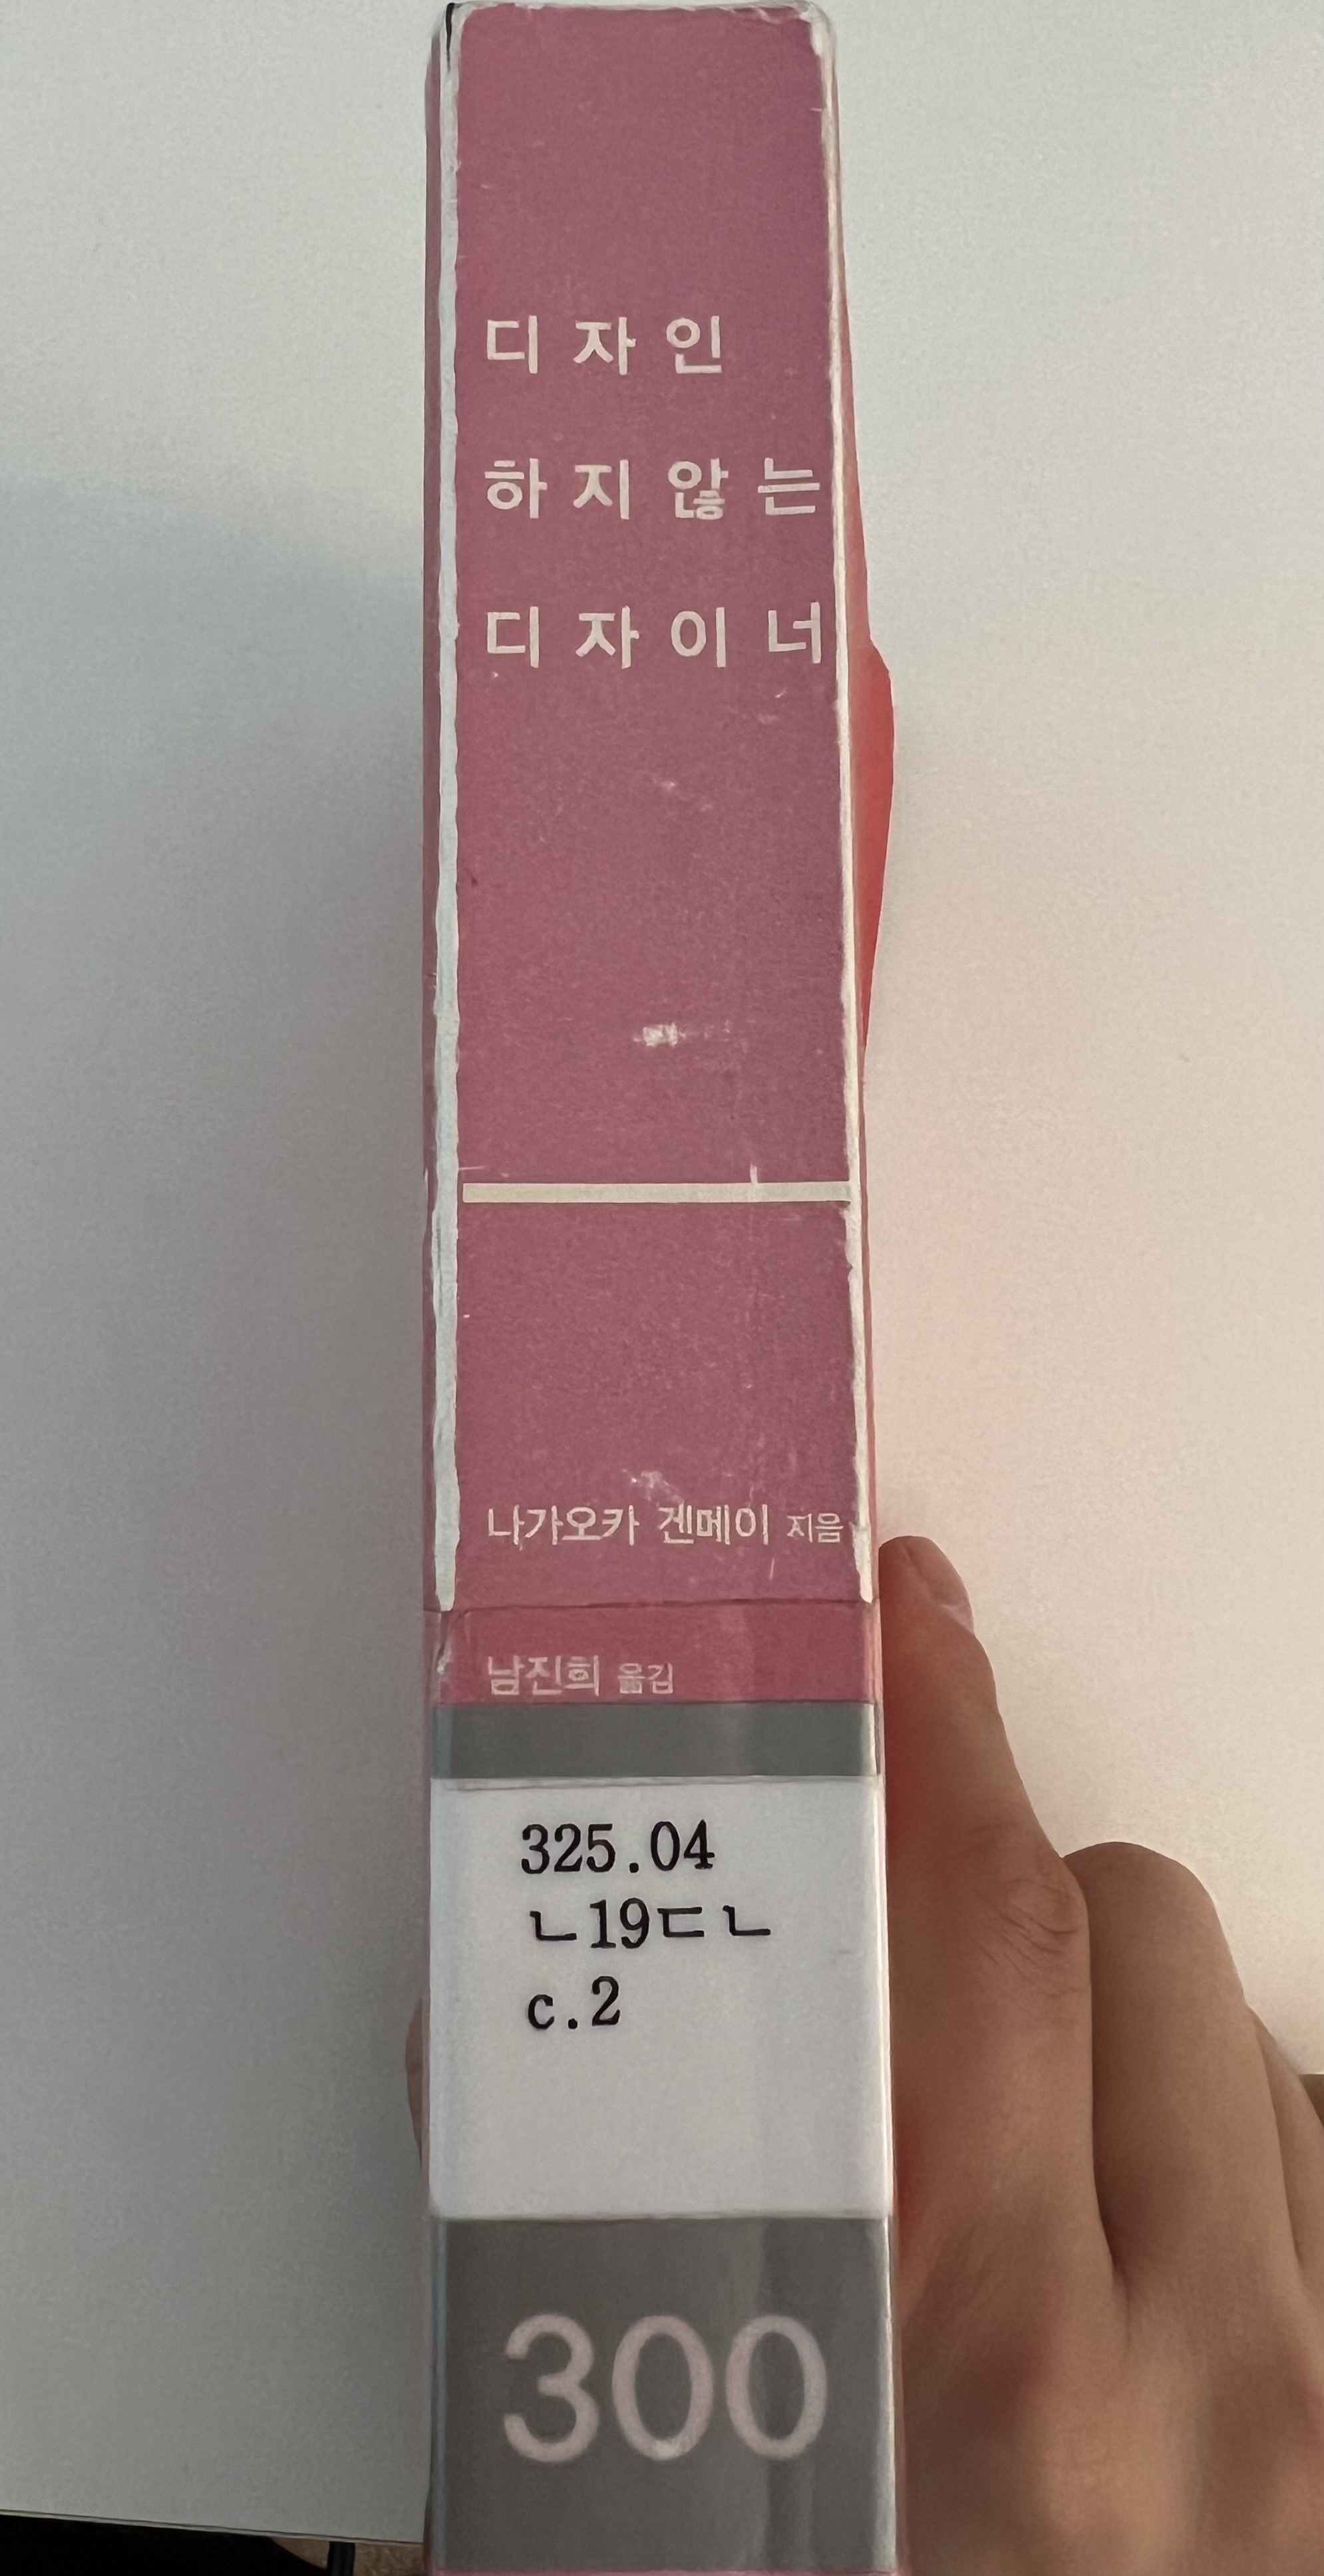 디자인
하지않는
디자이너
나가오카 겐메이 지음
남진희 옮김
325.04
ㄴ19ㄷㄴ
c.2
300